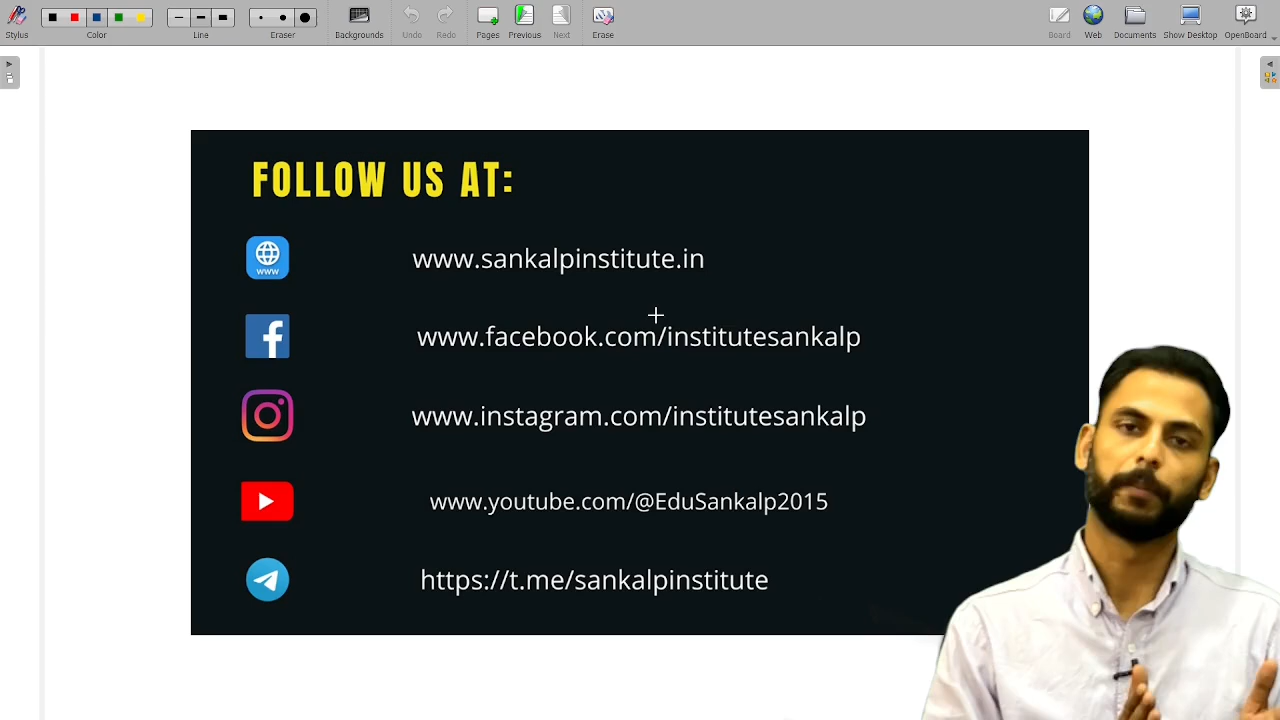 Stylus
Color
Line
Eraser
Backgrounds
Undo
Redo
Pages
Previous
Next
Erase
Board
Web
Documents
Show Desktop
OpenBoard
FOLLOW US AT:
www
www.sankalpinstitute.in
www.facebook.com/institutesankalp
www.instagram.com/institutesankalp
www.youtube.com/@EduSankalp2015
https://t.me/sankalpinstitute